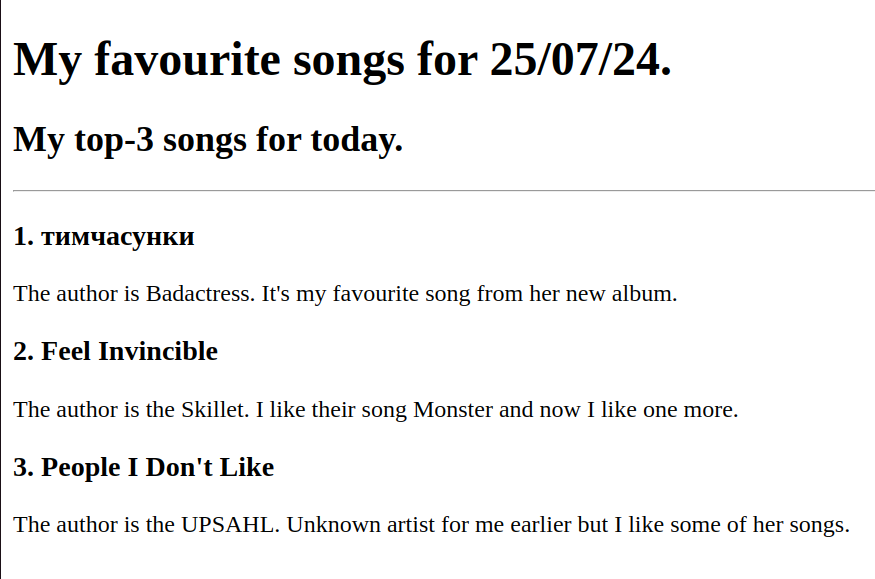 My favourite songs for 25/07/24.
My top-3 songs for today.
1. тимчасунки
The author is Badactress. It's my favourite song from her new album.
2. Feel Invincible
The author is the Skillet. I like their song Monster and now I like one more.
3. People I Don't Like
The author is the UPSAHL. Unknown artist for me earlier but I like some of her songs.